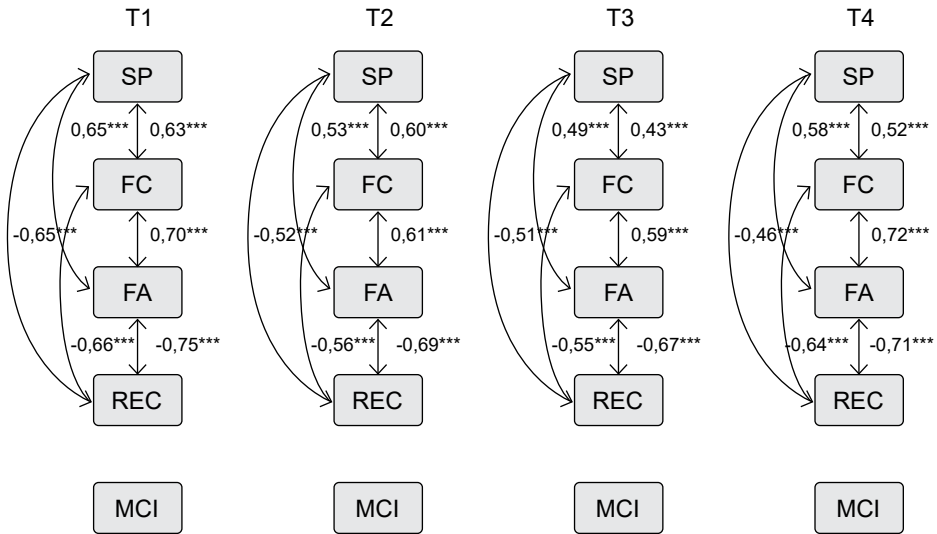 T1 T2 T3 T4
SP SP SP SP
0,65*** 0,63*** 0,53*** 0,60*** 0,49*** 0,43*** 0,58*** 0,52***
FC FC FC FC
-0,65*** 0,70*** -0,52*** 0,61*** -0,51*** 0,59*** -0,46*** 0,72***
FA FA FA FA
-0,66*** -0,75*** -0,56*** -0,69*** -0,55*** -0,67*** -0,64*** -0,71***
REC REC REC REC
MCI MCI MCI MCI